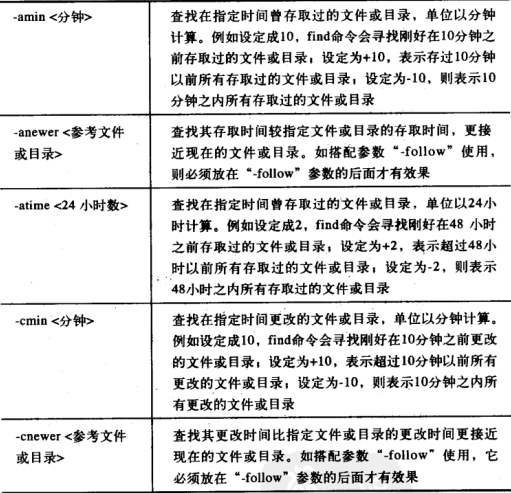 -amin <分钟>
查找在指定时间曾存取过的文件或目录，单位以分钟
计算。例如设定成10，find命令会寻找刚好在10分钟之
前存取过的文件或目录；设定为+10，表示存过10分钟
以前所有存取过的文件或目录；设定为-10，则表示10
分钟之内所有存取过的文件或目录
-anewer <参考文件
或目录>
查找其存取时间较指定文件或目录的存取时间，更接
近现在的文件或目录。如搭配参数“-follow”使用，
则必须放在“-follow”参数的后面才有效果
-atime <24 小时数>
查找在指定时间曾存取过的文件或目录，单位以24小
时计算。例如设定成2，find命令会寻找刚好在48 小时
之前存取过的文件或目录；设定为+2，表示超过48小
时以前所有存取过的文件或目录；设定为-2，则表示
48小时之内所有存取过的文件或目录
-cmin <分钟>
查找在指定时间更改的文件或目录，单位以分钟计算。
例如设定成10，find命令会寻找刚好在10分钟之前更改
的文件或目录；设定为+10，表示超过10分钟以前所有
更改的文件或目录；设定为-10，则表示10分钟之内所
有更改的文件或目录
-cnewer <参考文件
或目录>
查找其更改时间比指定文件或目录的更改时间更接近
现在的文件或目录。如搭配参数“-follow”使用，它
必须放在“-follow”参数的后面才有效果